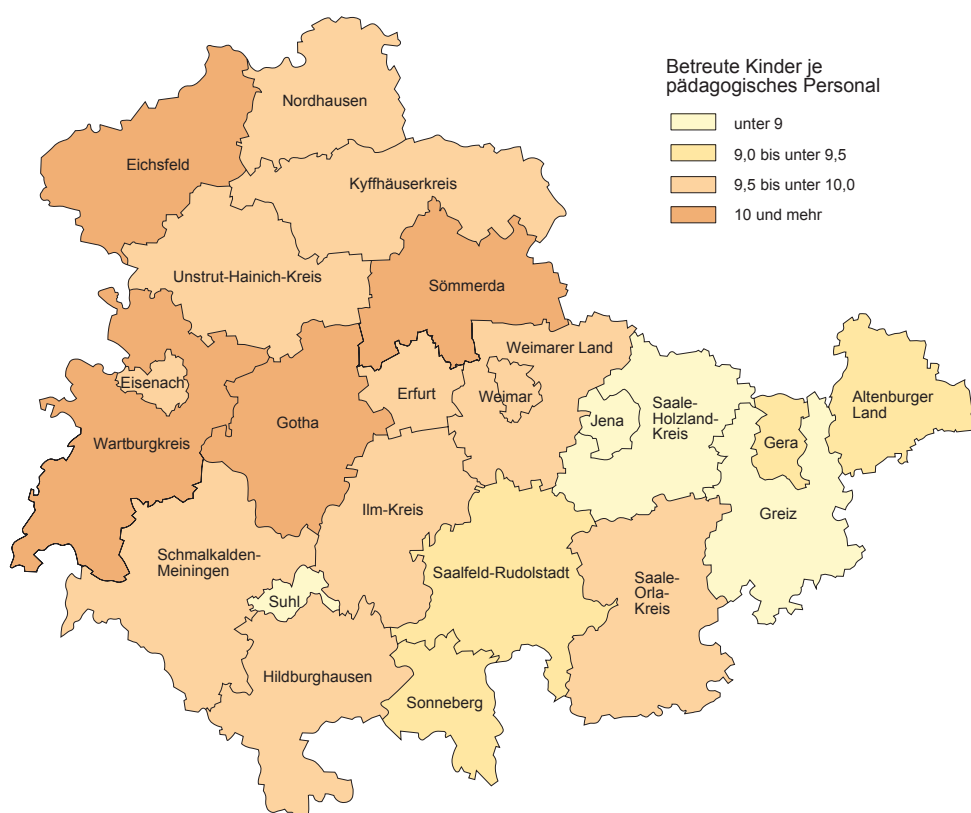 Betreute Kinder je
pädagogisches Personal
unter 9
9,0 bis unter 9,5
9,5 bis unter 10,0
10 und mehr
Nordhausen
Eichsfeld
Kyffhäuserkreis
Unstrut-Hainich-Kreis
Sömmerda
Weimarer Land
Eisenach
Erfurt
Weimar
Altenburger
Land
Wartburgkreis
Gotha
Jena
Saale-
Holzland-
Kreis
Gera
Ilm-Kreis
Greiz
Schmalkalden-
Meiningen
Suhl
Saalfeld-Rudolstadt
Saale-
Orla-
Kreis
Hildburghausen
Sonneberg